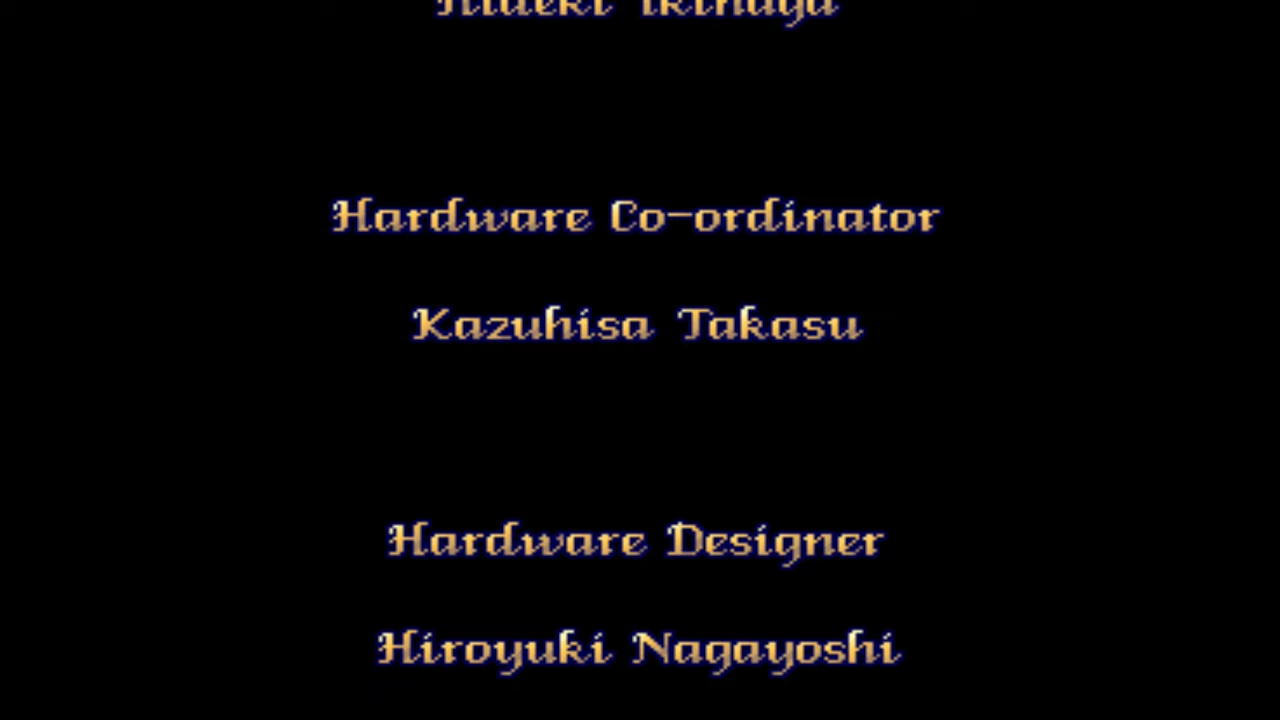 Hardware Co-ordinator
Kazuhisa Takasu
Hardware Designer
Hiroyuki Nagayoshi